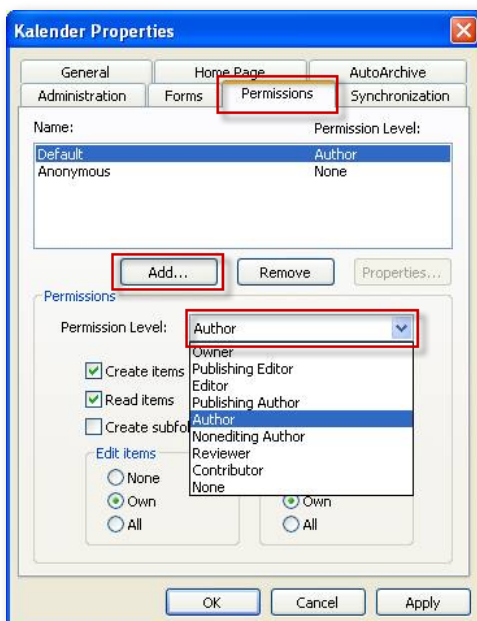 Kalender Properties
General Home Page AutoArchive
Administration Forms Permissions Synchronization
Name: Permission Level:
Default Author
Anonymous None
Add... Remove Properties...
Permissions
Permission Level: Author
Owner
Create items Publishing Editor
Editor
Read items Publishing Author
Author
Create subfol Nonediting Author
Edit items Reviewer
None Contributor
None
Own Own
All All
OK Cancel Apply